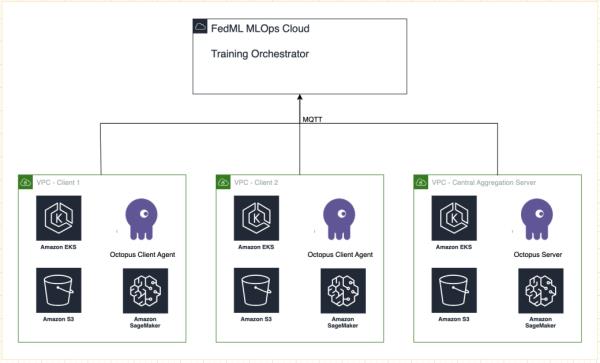 FedML MLOps Cloud
Training Orchestrator
MQTT
VPC - Client 1
Amazon EKS
Octopus Client Agent
Amazon S3
Amazon
SageMaker
VPC - Client 2
Amazon EKS
Octopus Client Agent
Amazon S3
Amazon
SageMaker
VPC - Central Aggregation Server
Amazon EKS
Octopus Server
Amazon S3
Amazon
SageMaker